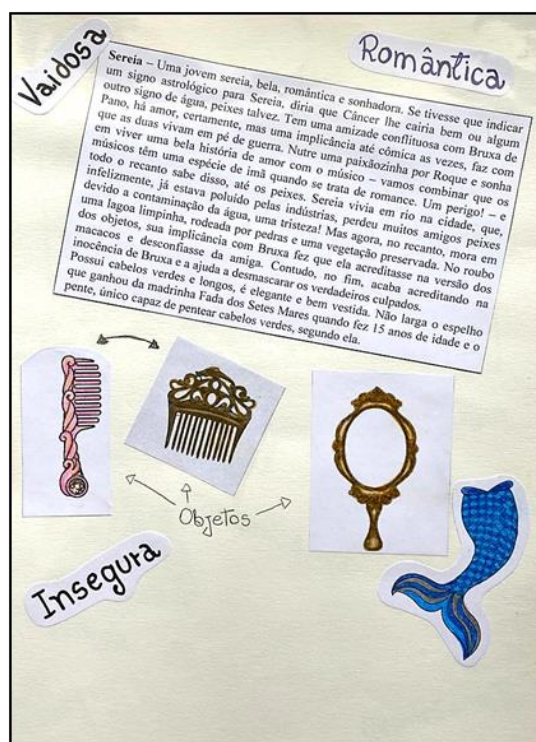 Vaidosa
Romântica
Sereia – Uma jovem sereia, bela, romântica e sonhadora. Se tivesse que indicar
um signo astrológico para Sereia, diria que Câncer lhe cairia bem ou algum
outro signo de água, peixes talvez. Tem uma amizade conflituosa com Bruxa de
Pano, há amor, certamente, mas uma implicância até cômica as vezes, faz com
que as duas vivam em pé de guerra. Nutre uma paixãozinha por Roque e sonha
em viver uma bela história de amor com o músico – vamos combinar que os
músicos têm uma espécie de imã quando se trata de romance. Um perigo! – e
todo o recanto sabe disso, até os peixes. Sereia vivia em rio na cidade, que,
infelizmente, já estava poluído pelas indústrias, perdeu muitos amigos peixes
devido a contaminação da água, uma tristeza! Mas agora, no recanto, mora em
uma lagoa limpinha, rodeada por pedras e uma vegetação preservada. No roubo
dos objetos, sua implicância com Bruxa fez que ela acreditasse na versão dos
macacos e desconfiasse da amiga. Contudo, no fim, acaba acreditando na
inocência de Bruxa e a ajuda a desmascarar os verdadeiros culpados.
Possui cabelos verdes e longos, é elegante e bem vestida. Não larga o espelho
que ganhou da madrinha Fada dos Setes Mares quando fez 15 anos de idade e o
pente, único capaz de pentear cabelos verdes, segundo ela.
Objetos
Insegura